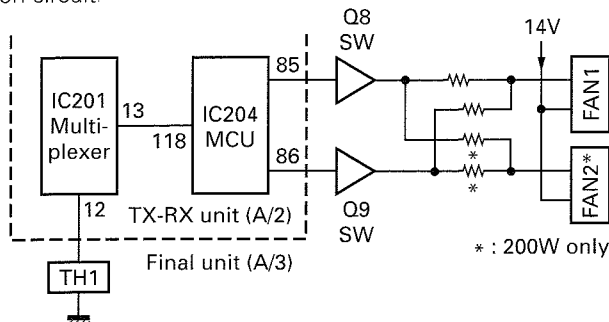 on circuit.
Q8
SW
14V
85
IC201
Multi-
plexer
13
118
IC204
MCU
FAN1
86
FAN2*
*
*
12
TX-RX unit (A/2)
Q9
SW
* : 200W only
Final unit (A/3)
TH1